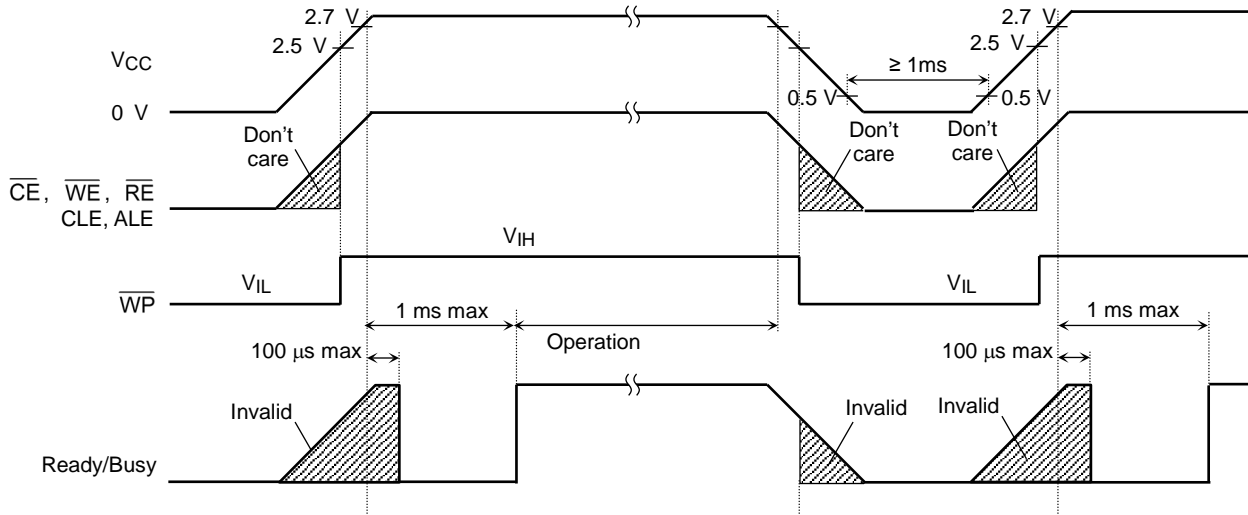 2.7 V
2.7 V
2.5 V
2.5 V
VCC
≥ 1ms
0.5 V
0.5 V
0 V
Don't
care
Don't
care
Don't
care
CE, WE, RE
CLE, ALE
VIH
VIL
VIL
WP
1 ms max
1 ms max
Operation
100 μs max
100 μs max
Invalid
Invalid
Invalid
Ready/Busy